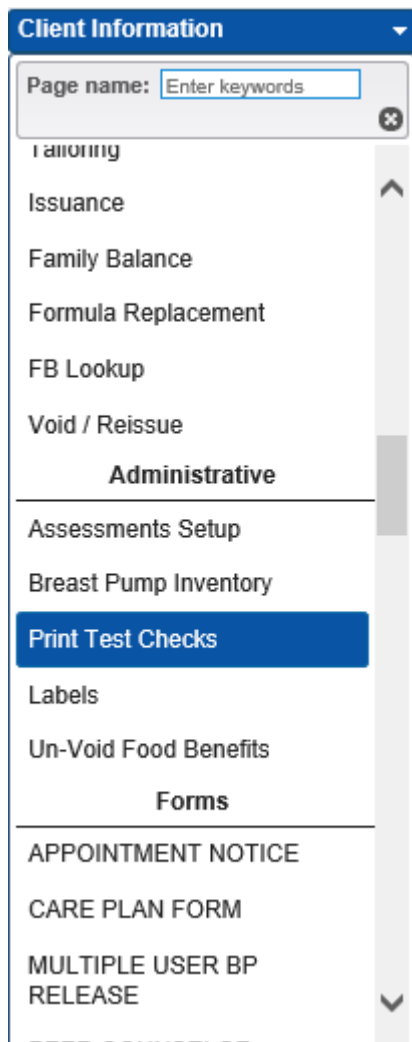 Client Information
Page name: Enter keywords
Tailoring
Issuance
Family Balance
Formula Replacement
FB Lookup
Void / Reissue
Administrative
Assessments Setup
Breast Pump Inventory
Print Test Checks
Labels
Un-Void Food Benefits
Forms
APPOINTMENT NOTICE
CARE PLAN FORM
MULTIPLE USER BP
RELEASE